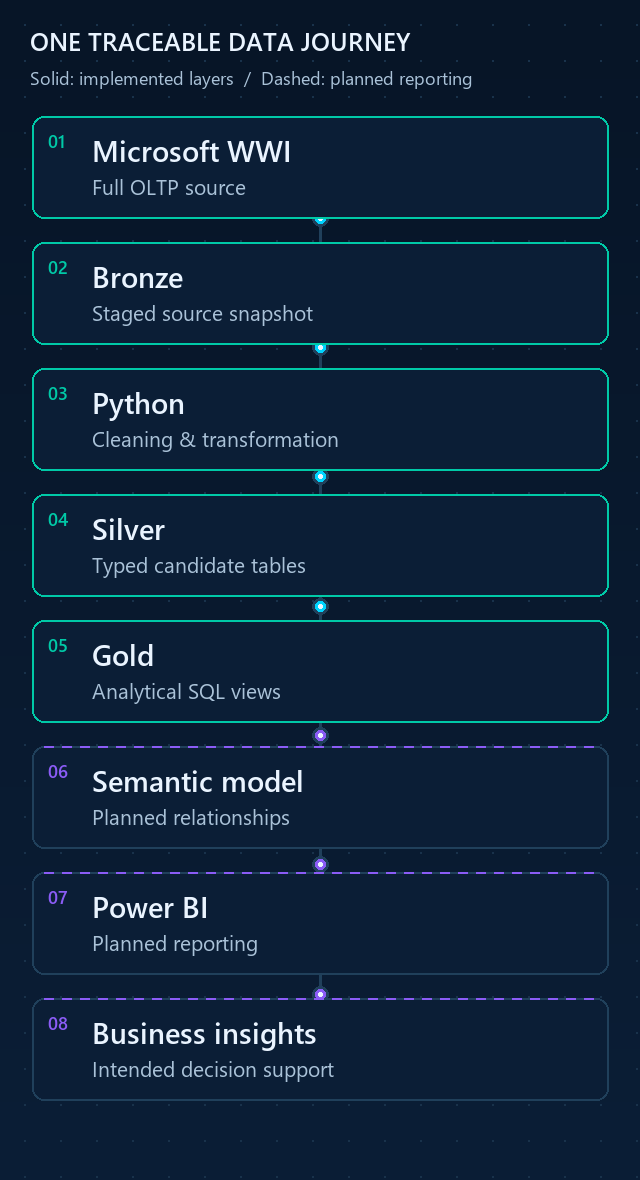 ONE TRACEABLE DATA JOURNEY
Solid: implemented layers / Dashed: planned reporting
01
Microsoft WWI
Full OLTP source
02
Bronze
Staged source snapshot
03
Python
Cleaning & transformation
04
Silver
Typed candidate tables
05
Gold
Analytical SQL views
06
Semantic model
Planned relationships
07
Power BI
Planned reporting
08
Business insights
Intended decision support